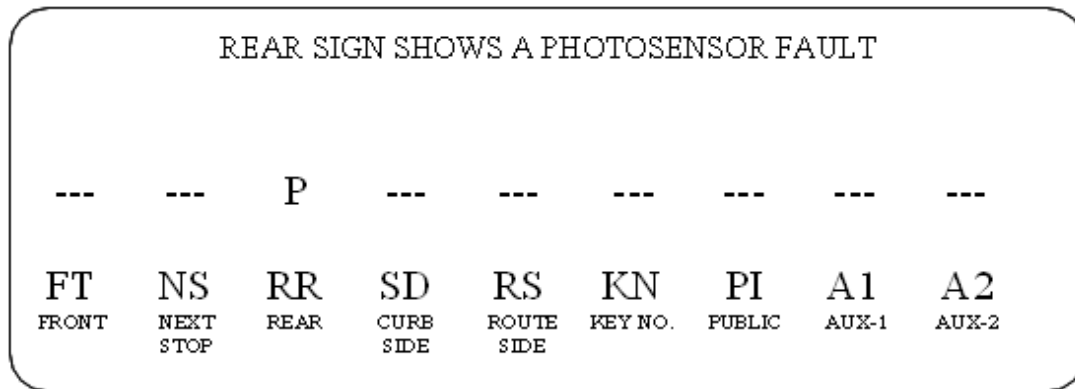 REAR SIGN SHOWS A PHOTOSENSOR FAULT
--- --- P --- --- --- --- --- ---
FT NS RR SD RS KN PI A1 A2
FRONT NEXT REAR CURB ROUTE KEY NO. PUBLIC AUX-1 AUX-2
STOP SIDE SIDE